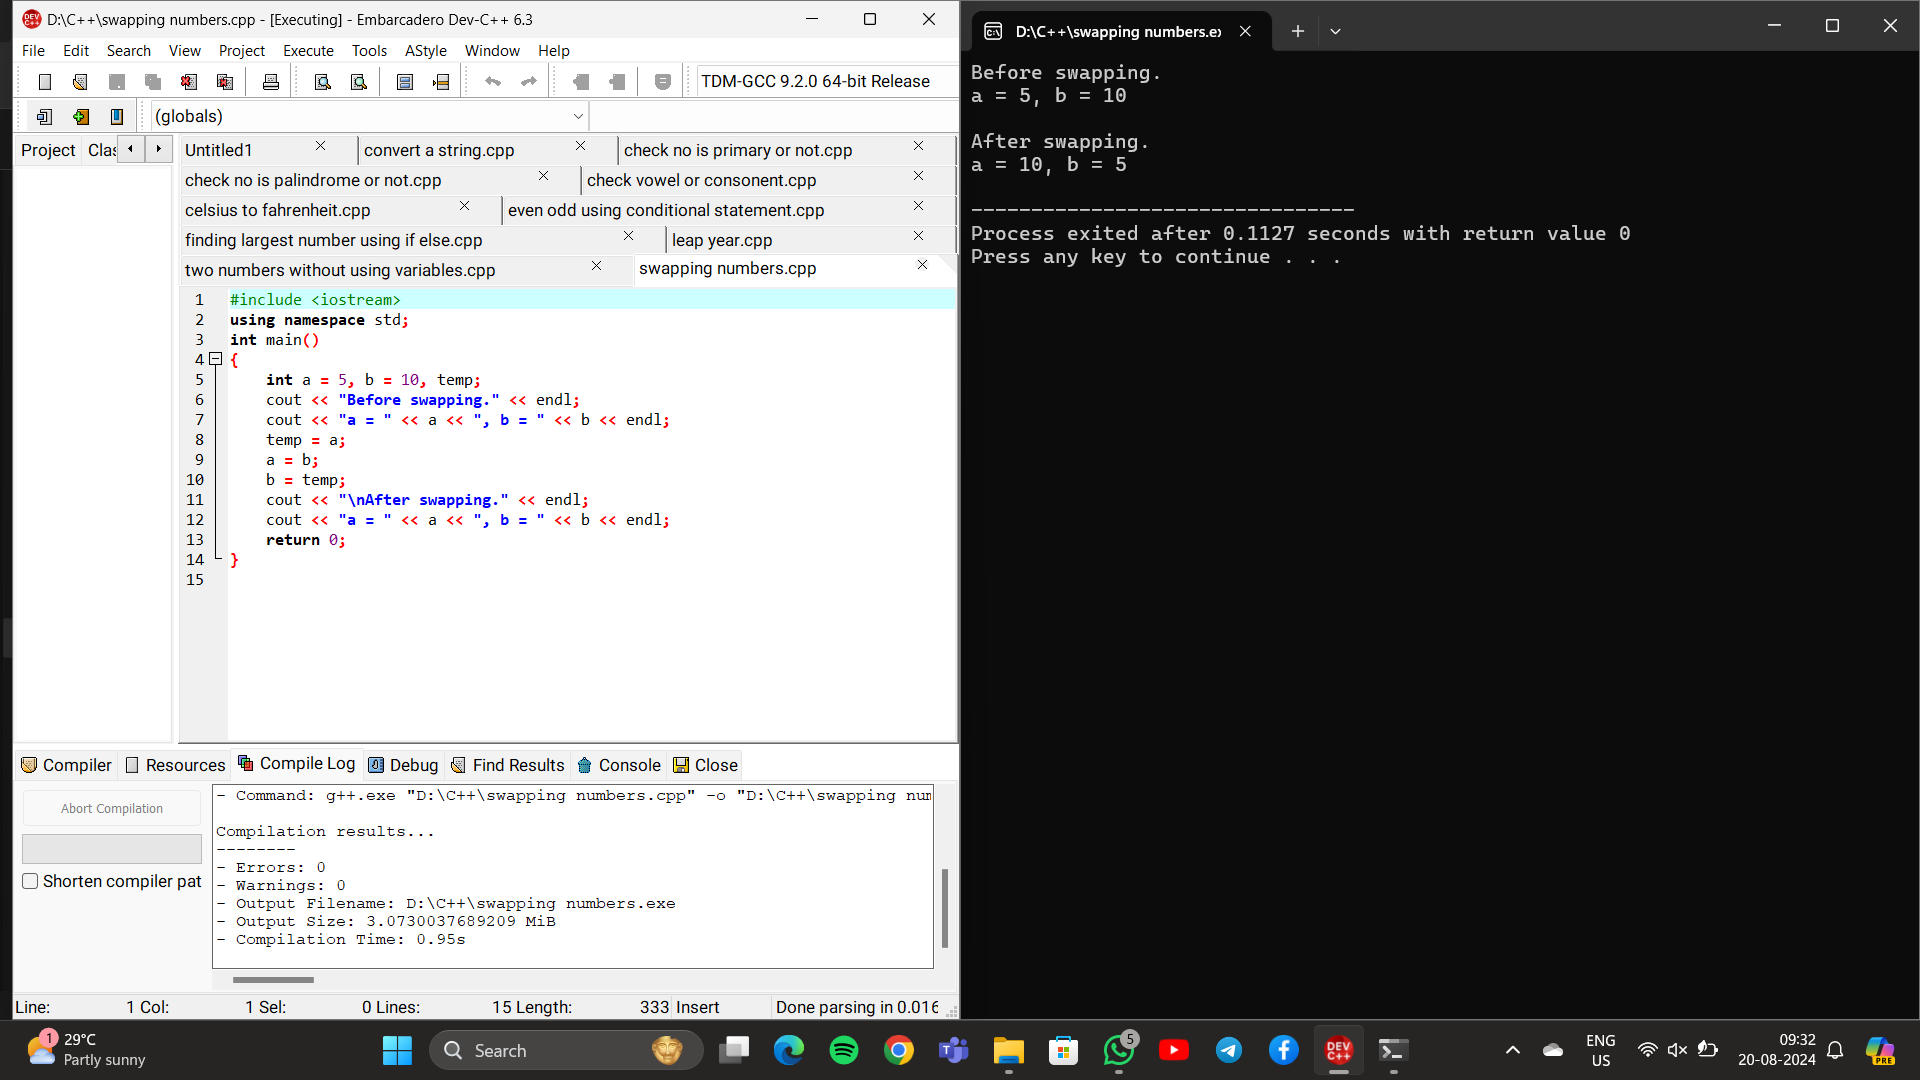 D:\C++\swapping numbers.cpp - [Executing] - Embarcadero Dev-C++ 6.3
File Edit Search View Project Execute Tools AStyle Window Help
TDM-GCC 9.2.0 64-bit Release
(globals)
Project Clas
Untitled1 convert a string.cpp check no is primary or not.cpp
check no is palindrome or not.cpp check vowel or consonent.cpp
celsius to fahrenheit.cpp even odd using conditional statement.cpp
finding largest number using if else.cpp leap year.cpp
two numbers without using variables.cpp swapping numbers.cpp
1 #include <iostream>
2 using namespace std;
3 int main()
4 {
5 int a = 5, b = 10, temp;
6 cout << "Before swapping." << endl;
7 cout << "a = " << a << ", b = " << b << endl;
8 temp = a;
9 a = b;
10 b = temp;
11 cout << "\nAfter swapping." << endl;
12 cout << "a = " << a << ", b = " << b << endl;
13 return 0;
14 }
15
Compiler Resources Compile Log Debug Find Results Console Close
Abort Compilation
Shorten compiler pat
- Command: g++.exe "D:\C++\swapping numbers.cpp" -o "D:\C++\swapping num
Compilation results...
--------
- Errors: 0
- Warnings: 0
- Output Filename: D:\C++\swapping numbers.exe
- Output Size: 3.0730037689209 MiB
- Compilation Time: 0.95s
Line: 1 Col: 1 Sel: 0 Lines: 15 Length: 333 Insert Done parsing in 0.016
D:\C++\swapping numbers.ex
Before swapping.
a = 5, b = 10
After swapping.
a = 10, b = 5
--------------------------------
Process exited after 0.1127 seconds with return value 0
Press any key to continue . . .
1
29°C
Partly sunny
Search
5
DEV C++
ENG
US
09:32
20-08-2024
PRE